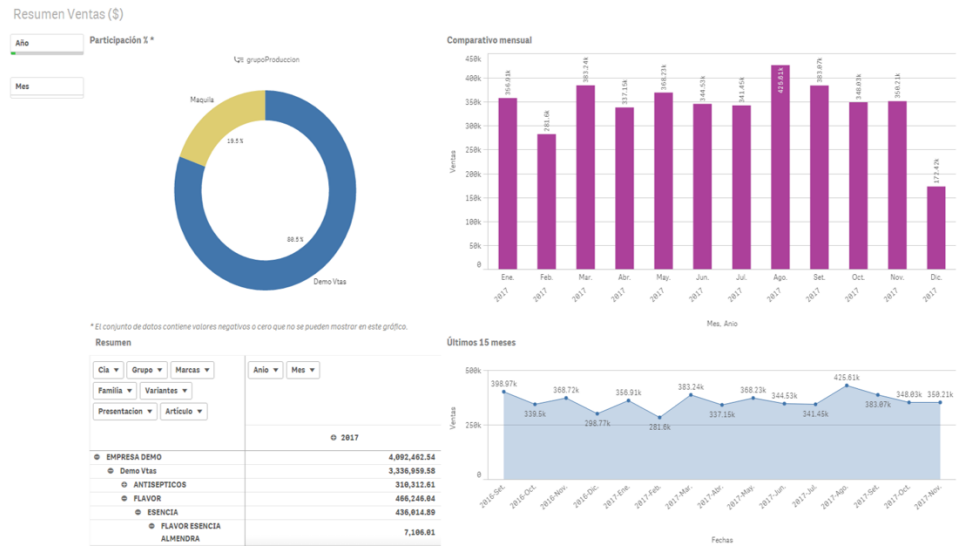 Resumen Ventas ($)
Año
Mes
Participación % *
grupoProduccion
Maquila
19.5%
80.5%
Demo Vtas
* El conjunto de datos contiene valores negativos o cero que no se pueden mostrar en este gráfico.
Comparativo mensual
Ventas
450k
400k
350k
300k
250k
200k
150k
100k
50k
0
356.91k
281.6k
383.24k
337.15k
368.23k
344.53k
341.45k
425.61k
383.07k
348.03k
350.21k
173.42k
Ene. Feb. Mar. Abr. May. Jun. Jul. Ago. Set. Oct. Nov. Dic.
2017 2017 2017 2017 2017 2017 2017 2017 2017 2017 2017 2017
Mes, Anio
Resumen
Cia Grupo Marcas
Familia Variantes
Presentacion Artículo
Anio Mes
2017
EMPRESA DEMO 4,092,462.54
Demo Vtas 3,336,959.58
ANTISEPTICOS 310,312.61
FLAVOR 466,246.04
ESENCIA 436,014.89
FLAVOR ESENCIA
ALMENDRA 7,106.01
Últimos 15 meses
Ventas
500k
250k
0
398.97k
339.5k
368.72k
298.77k
356.91k
281.6k
383.24k
337.15k
368.23k
344.53k
341.45k
425.61k
383.07k
348.03k
350.21k
2016-Set. 2016-Oct. 2016-Nov. 2016-Dic. 2017-Ene. 2017-Feb. 2017-Mar. 2017-Abr. 2017-May. 2017-Jun. 2017-Jul. 2017-Ago. 2017-Set. 2017-Oct. 2017-Nov.
Fechas